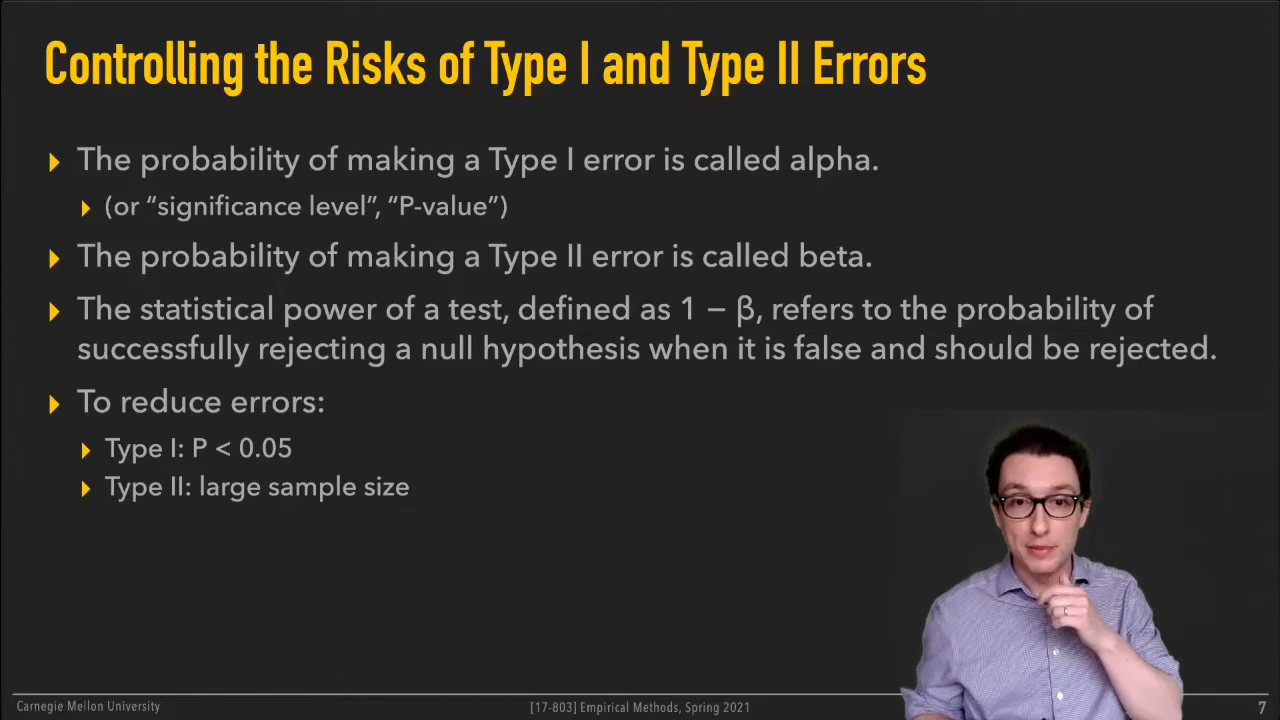 Controlling the Risks of Type I and Type II Errors
The probability of making a Type I error is called alpha.
(or “significance level”, “P-value”)
The probability of making a Type II error is called beta.
The statistical power of a test, defined as 1 − β, refers to the probability of
successfully rejecting a null hypothesis when it is false and should be rejected.
To reduce errors:
Type I: P < 0.05
Type II: large sample size
Carnegie Mellon University
[17-803] Empirical Methods, Spring 2021
7